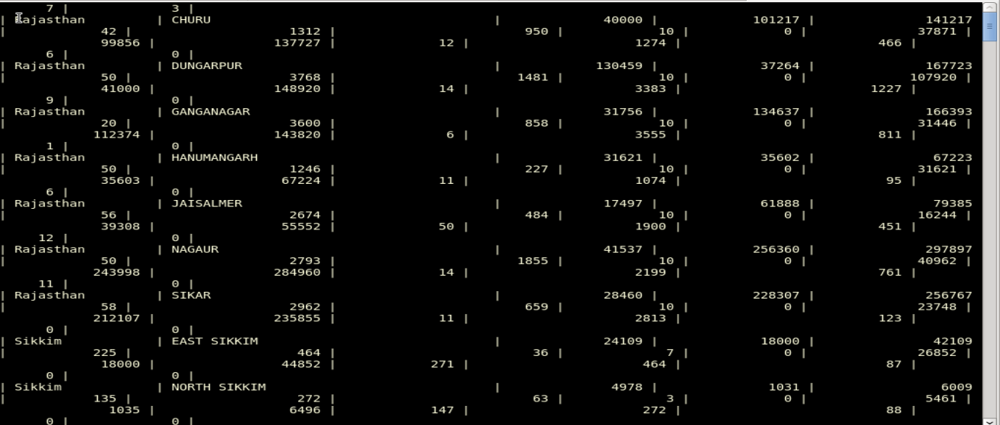 7 | 3 |
| Rajasthan | CHURU | 40000 | 101217 | 141217
| 42 | 1312 | 950 | 10 | 0 | 37871 |
99856 | 137727 | 12 | 1274 | 466 |
6 | 0 |
| Rajasthan | DUNGARPUR | 130459 | 37264 | 167723
| 50 | 3768 | 1481 | 10 | 0 | 107920 |
41000 | 148920 | 14 | 3383 | 1227 |
9 | 0 |
| Rajasthan | GANGANAGAR | 31756 | 134637 | 166393
| 20 | 3600 | 858 | 10 | 0 | 31446 |
112374 | 143820 | 6 | 3555 | 811 |
1 | 0 |
| Rajasthan | HANUMANGARH | 31621 | 35602 | 67223
| 50 | 1246 | 227 | 10 | 0 | 31621 |
35603 | 67224 | 11 | 1074 | 95 |
6 | 0 |
| Rajasthan | JAISALMER | 17497 | 61888 | 79385
| 56 | 2674 | 484 | 10 | 0 | 16244 |
39308 | 55552 | 50 | 1900 | 451 |
12 | 0 |
| Rajasthan | NAGAUR | 41537 | 256360 | 297897
| 50 | 2793 | 1855 | 10 | 0 | 40962 |
243998 | 284960 | 14 | 2199 | 761 |
11 | 0 |
| Rajasthan | SIKAR | 28460 | 228307 | 256767
| 58 | 2962 | 659 | 10 | 0 | 23748 |
212107 | 235855 | 11 | 2813 | 123 |
0 | 0 |
| Sikkim | EAST SIKKIM | 24109 | 18000 | 42109
| 225 | 464 | 36 | 7 | 0 | 26852 |
18000 | 44852 | 271 | 464 | 87 |
0 | 0 |
| Sikkim | NORTH SIKKIM | 4978 | 1031 | 6009
| 135 | 272 | 63 | 3 | 0 | 5461 |
1035 | 6496 | 147 | 272 | 88 |
0 | 0 |